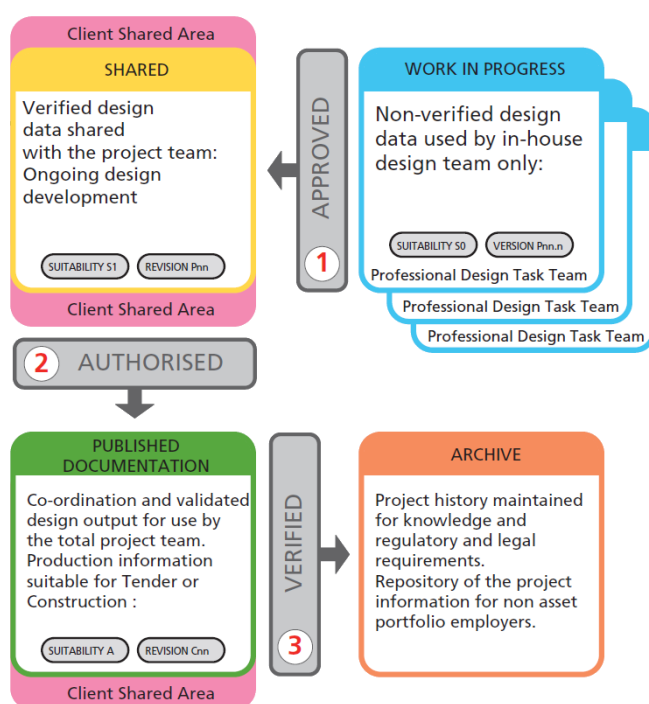 Client Shared Area
SHARED
Verified design
data shared
with the project team:
Ongoing design
development
SUITABILITY S1
REVISION Pnn
Client Shared Area
APPROVED
1
WORK IN PROGRESS
Non-verified design
data used by in-house
design team only:
SUITABILITY S0
VERSION Pnn.n
Professional Design Task Team
Professional Design Task Team
Professional Design Task Team
2
AUTHORISED
PUBLISHED
DOCUMENTATION
Co-ordination and validated
design output for use by
the total project team.
Production information
suitable for Tender or
Construction :
SUITABILITY A
REVISION Cnn
Client Shared Area
VERIFIED
3
ARCHIVE
Project history maintained
for knowledge and
regulatory and legal
requirements.
Repository of the project
information for non asset
portfolio employers.